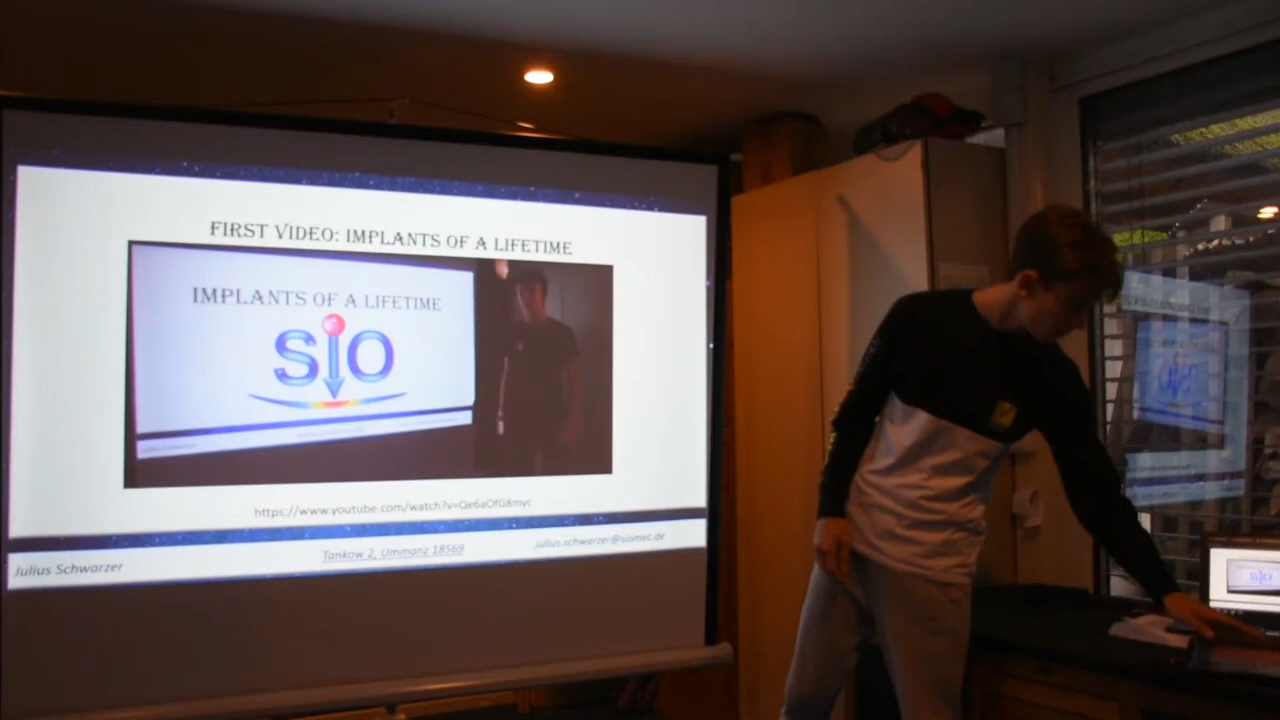 FIRST VIDEO: IMPLANTS OF A LIFETIME
IMPLANTS OF A LIFETIME
SIO
https://www.youtube.com/watch?v=Qe6aOfG8myc
Julius Schwarzer
Tankow 2, Ummanz 18569
julius.schwarzer@siomec.de
SIO